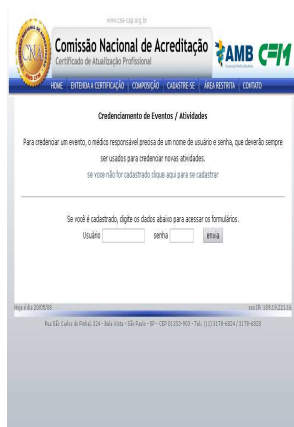 www.cna-cap.org.br
CNA
Comissão Nacional de Acreditação
Certificado de Atualização Profissional
AMB
CFM
HOME | ENTENDA A CERTIFICAÇÃO | COMPOSIÇÃO | CADASTRE-SE | ÁREA RESTRITA | CONTATO
Credenciamento de Eventos / Atividades
Para credenciar um evento, o médico responsável precisa de um nome de usuário e senha, que deverão sempre
ser usados para credenciar novas atividades.
se voce não for cadastrado clique aqui para se cadastrar
Se você é cadastrado, digite os dados abaixo para acessar os formulários.
Usuário senha envia
Hoje é dia 20/05/08
Rua São Carlos do Pinhal, 324 - Bela Vista - São Paulo - SP - CEP 01333-903 - Tel: (11) 3178-6824 / 3178-6828